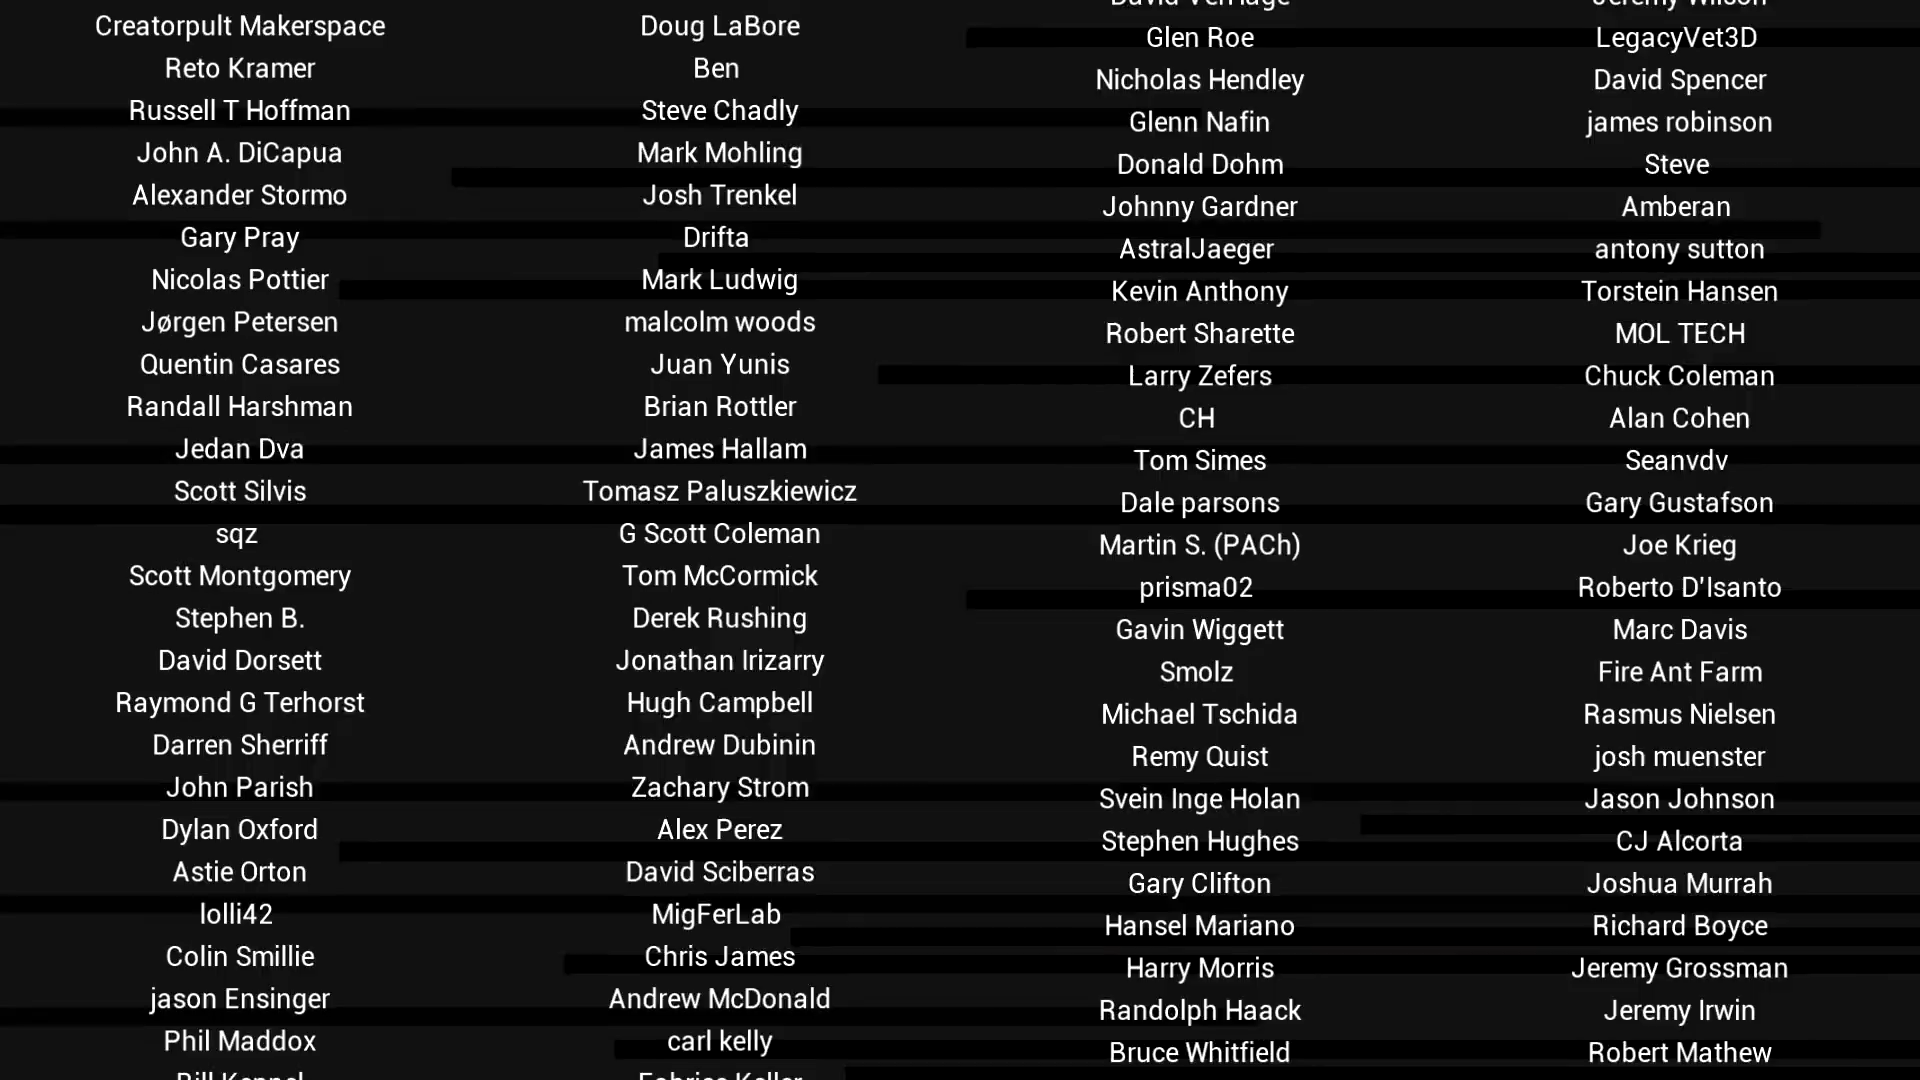 Creatorpult Makerspace
Reto Kramer
Russell T Hoffman
John A. DiCapua
Alexander Stormo
Gary Pray
Nicolas Pottier
Jørgen Petersen
Quentin Casares
Randall Harshman
Jedan Dva
Scott Silvis
sqz
Scott Montgomery
Stephen B.
David Dorsett
Raymond G Terhorst
Darren Sherriff
John Parish
Dylan Oxford
Astie Orton
lolli42
Colin Smillie
jason Ensinger
Phil Maddox
Doug LaBore
Ben
Steve Chadly
Mark Mohling
Josh Trenkel
Drifta
Mark Ludwig
malcolm woods
Juan Yunis
Brian Rottler
James Hallam
Tomasz Paluszkiewicz
G Scott Coleman
Tom McCormick
Derek Rushing
Jonathan Irizarry
Hugh Campbell
Andrew Dubinin
Zachary Strom
Alex Perez
David Sciberras
MigFerLab
Chris James
Andrew McDonald
carl kelly
Glen Roe
Nicholas Hendley
Glenn Nafin
Donald Dohm
Johnny Gardner
AstralJaeger
Kevin Anthony
Robert Sharette
Larry Zefers
CH
Tom Simes
Dale parsons
Martin S. (PACh)
prisma02
Gavin Wiggett
Smolz
Michael Tschida
Remy Quist
Svein Inge Holan
Stephen Hughes
Gary Clifton
Hansel Mariano
Harry Morris
Randolph Haack
Bruce Whitfield
Jeremy Wilson
LegacyVet3D
David Spencer
james robinson
Steve
Amberan
antony sutton
Torstein Hansen
MOL TECH
Chuck Coleman
Alan Cohen
Seanvdv
Gary Gustafson
Joe Krieg
Roberto D'Isanto
Marc Davis
Fire Ant Farm
Rasmus Nielsen
josh muenster
Jason Johnson
CJ Alcorta
Joshua Murrah
Richard Boyce
Jeremy Grossman
Jeremy Irwin
Robert Mathew